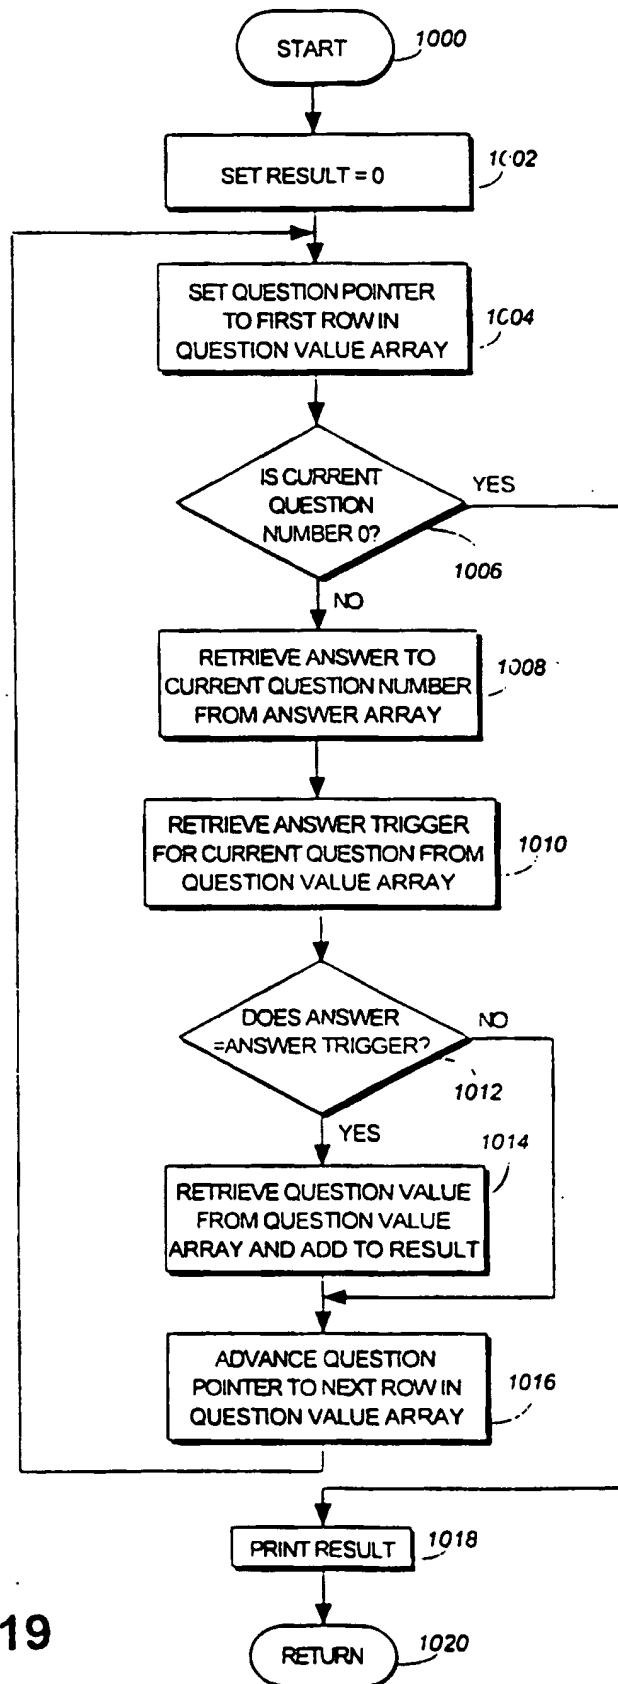 START
1000
SET RESULT = 0
1002
SET QUESTION POINTER
TO FIRST ROW IN
QUESTION VALUE ARRAY
1004
IS CURRENT
QUESTION
NUMBER 0?
YES
1006
NO
RETRIEVE ANSWER TO
CURRENT QUESTION NUMBER
FROM ANSWER ARRAY
1008
RETRIEVE ANSWER TRIGGER
FOR CURRENT QUESTION FROM
QUESTION VALUE ARRAY
1010
DOES ANSWER
=ANSWER TRIGGER?
NO
1012
YES
1014
RETRIEVE QUESTION VALUE
FROM QUESTION VALUE
ARRAY AND ADD TO RESULT
ADVANCE QUESTION
POINTER TO NEXT ROW IN
QUESTION VALUE ARRAY
1016
PRINT RESULT
1018
19
RETURN
1020